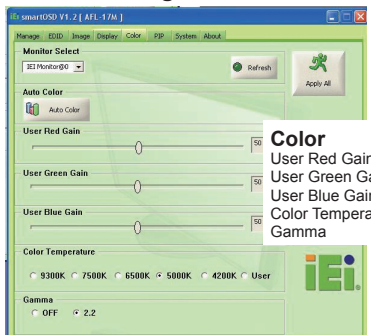 iEi smartOSD V1.2 [ AFL-17M ]
Manage EDID Image Display Color PIP System About
Monitor Select
IEI Monitor@0
Refresh
Apply All
Auto Color
Auto Color
User Red Gain
50
User Green Gain
50
User Blue Gain
50
Color
User Red Gain
User Green Ga
User Blue Gain
Color Tempera
Gamma
Color Temperature
9300K 7500K 6500K 5000K 4200K User
iEi
Gamma
OFF 2.2